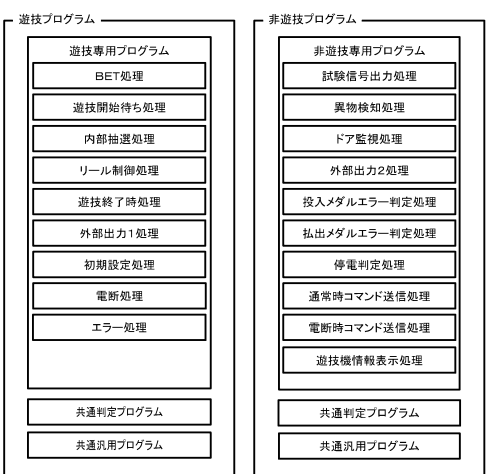 遊技プログラム
遊技専用プログラム
BET処理
遊技開始待ち処理
内部抽選処理
リール制御処理
遊技終了時処理
外部出力1処理
初期設定処理
電断処理
エラー処理
共通判定プログラム
共通汎用プログラム
非遊技プログラム
非遊技専用プログラム
試験信号出力処理
異物検知処理
ドア監視処理
外部出力2処理
投入メダルエラー判定処理
払出メダルエラー判定処理
停電判定処理
通常時コマンド送信処理
電断時コマンド送信処理
遊技機情報表示処理
共通判定プログラム
共通汎用プログラム